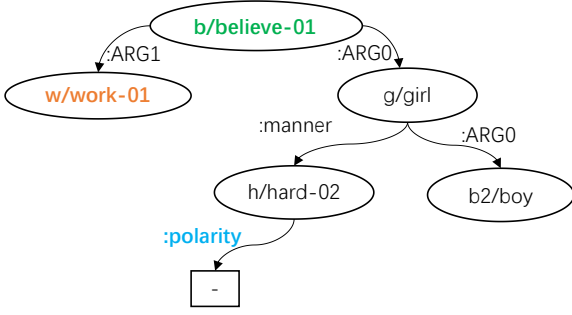 b/believe-01
:ARG1
:ARG0
w/work-01
g/girl
:manner
:ARG0
h/hard-02
b2/boy
:polarity
-